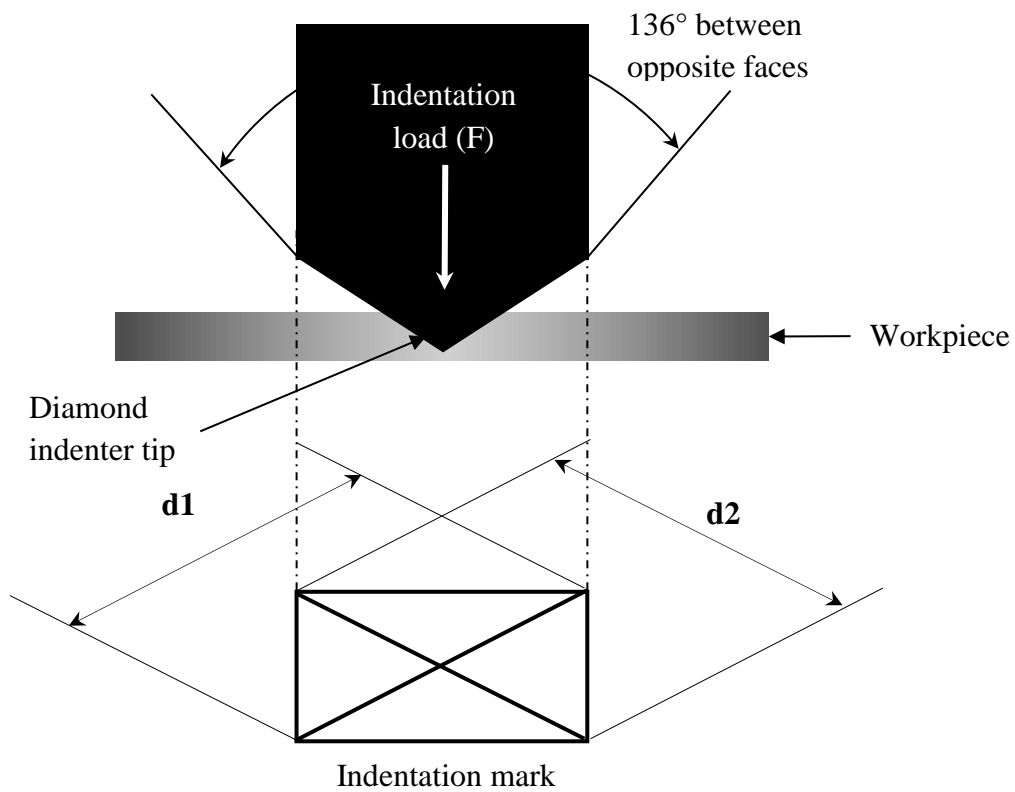 136° between
opposite faces
Indentation
load (F)
Workpiece
Diamond
indenter tip
d1
d2
Indentation mark